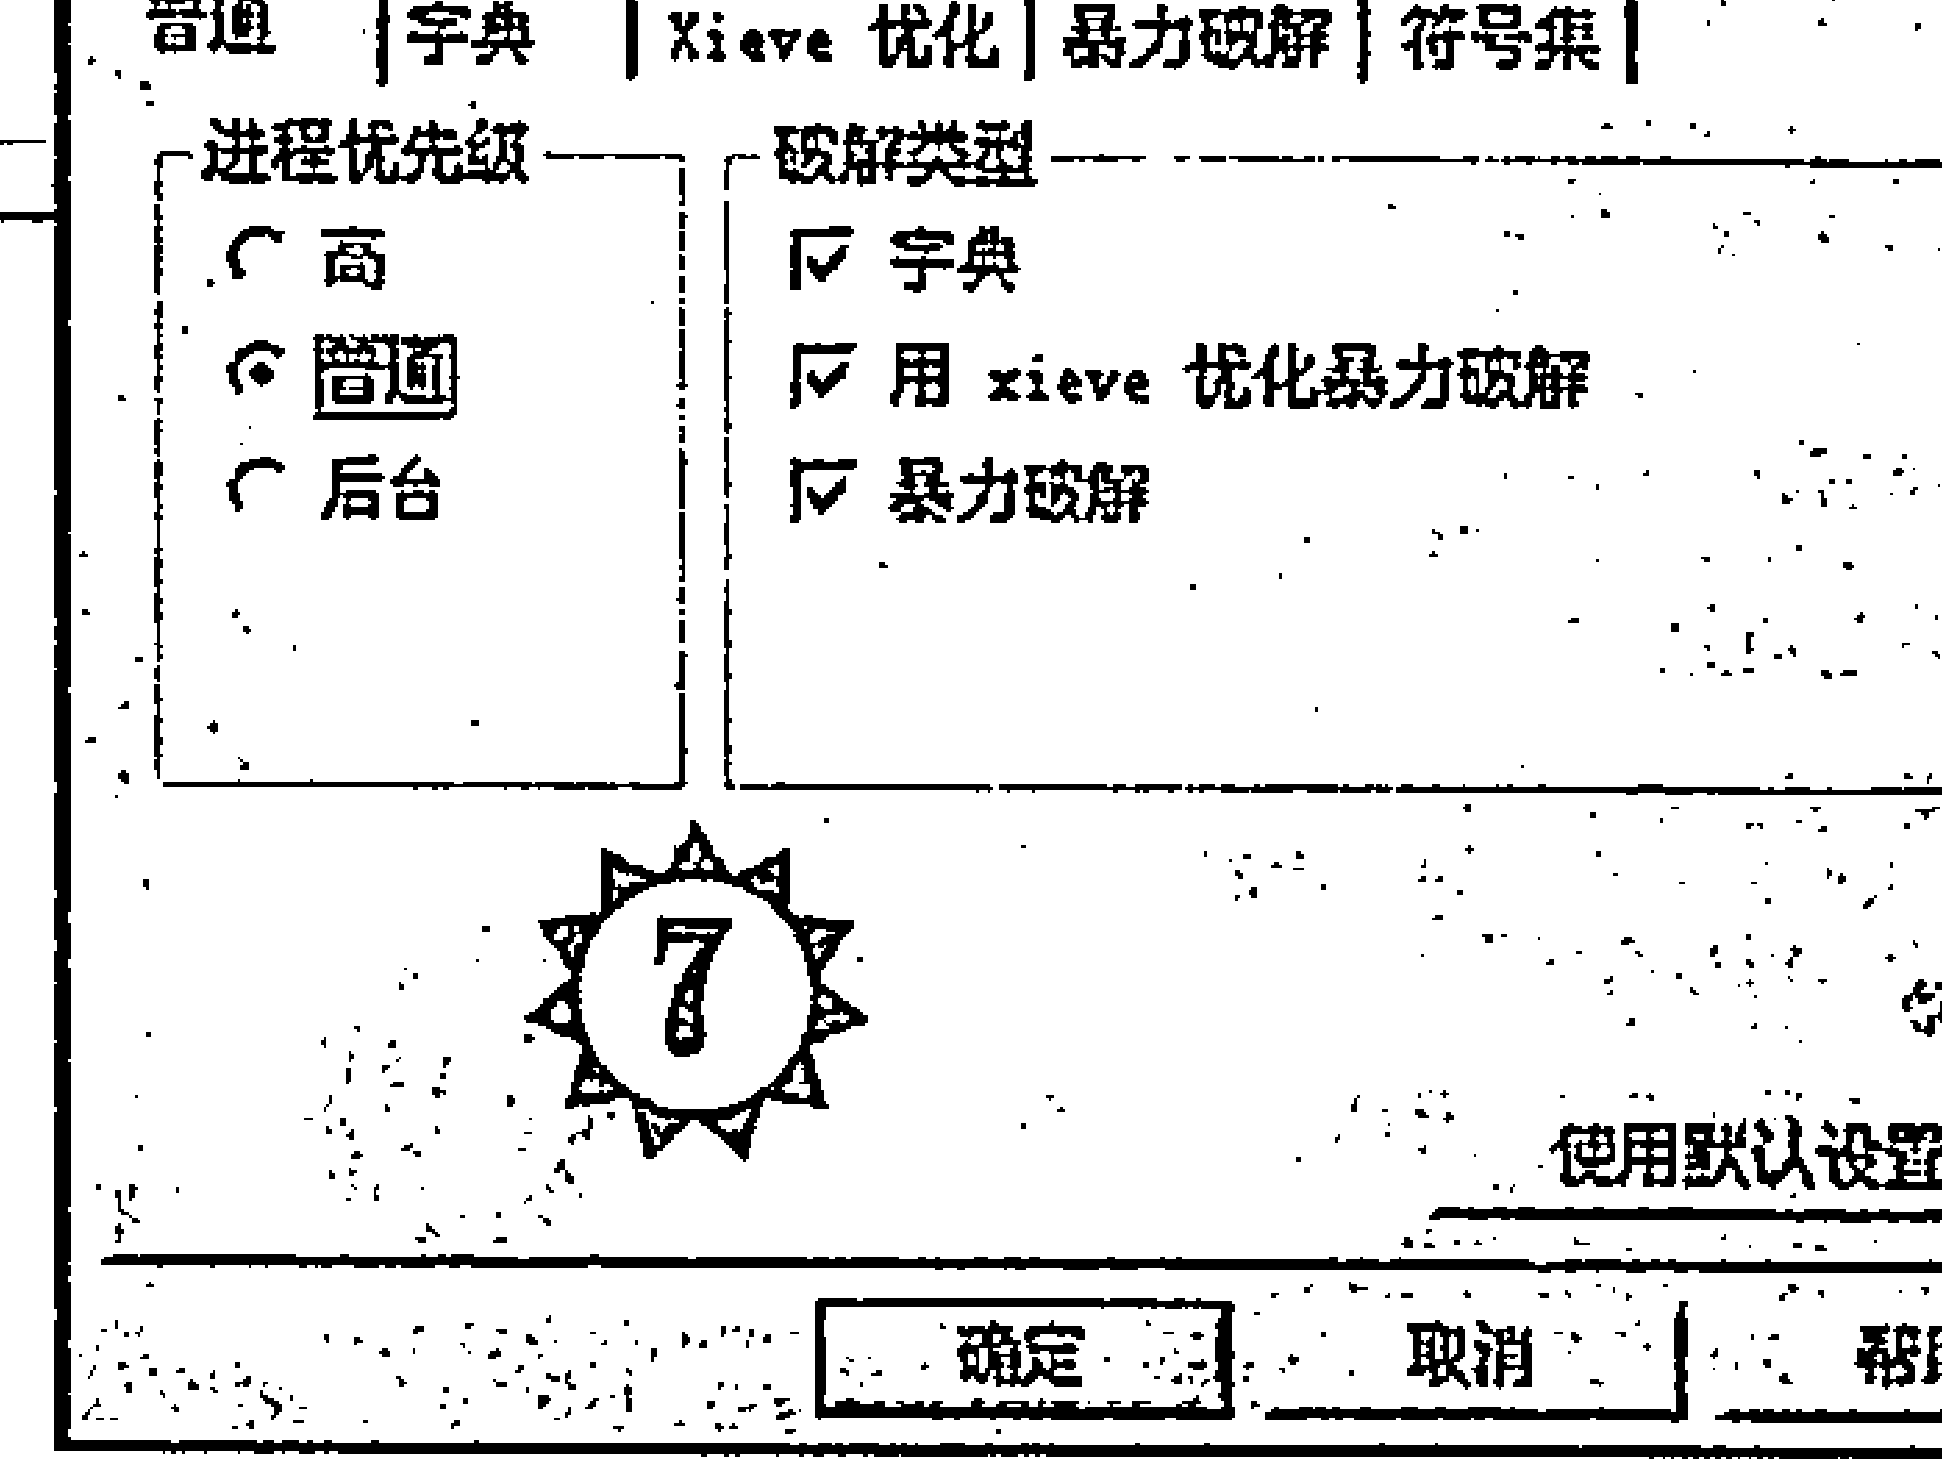 普通 字典 Xieve 优化 暴力破解 符号集
进程优先级 破解类型
高 字典
普通 用 xieve 优化暴力破解
后台 暴力破解
7
使用默认设置
确定 取消